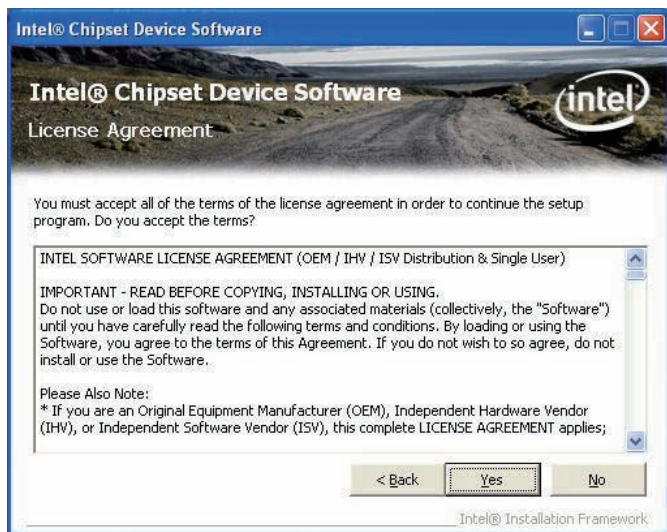 Intel® Chipset Device Software
Intel® Chipset Device Software
intel
License Agreement
You must accept all of the terms of the license agreement in order to continue the setup
program. Do you accept the terms?
INTEL SOFTWARE LICENSE AGREEMENT (OEM / IHV / ISV Distribution & Single User)
IMPORTANT - READ BEFORE COPYING, INSTALLING OR USING.
Do not use or load this software and any associated materials (collectively, the "Software")
until you have carefully read the following terms and conditions. By loading or using the
Software, you agree to the terms of this Agreement. If you do not wish to so agree, do not
install or use the Software.
Please Also Note:
* If you are an Original Equipment Manufacturer (OEM), Independent Hardware Vendor
(IHV), or Independent Software Vendor (ISV), this complete LICENSE AGREEMENT applies;
< Back Yes No
Intel® Installation Framework